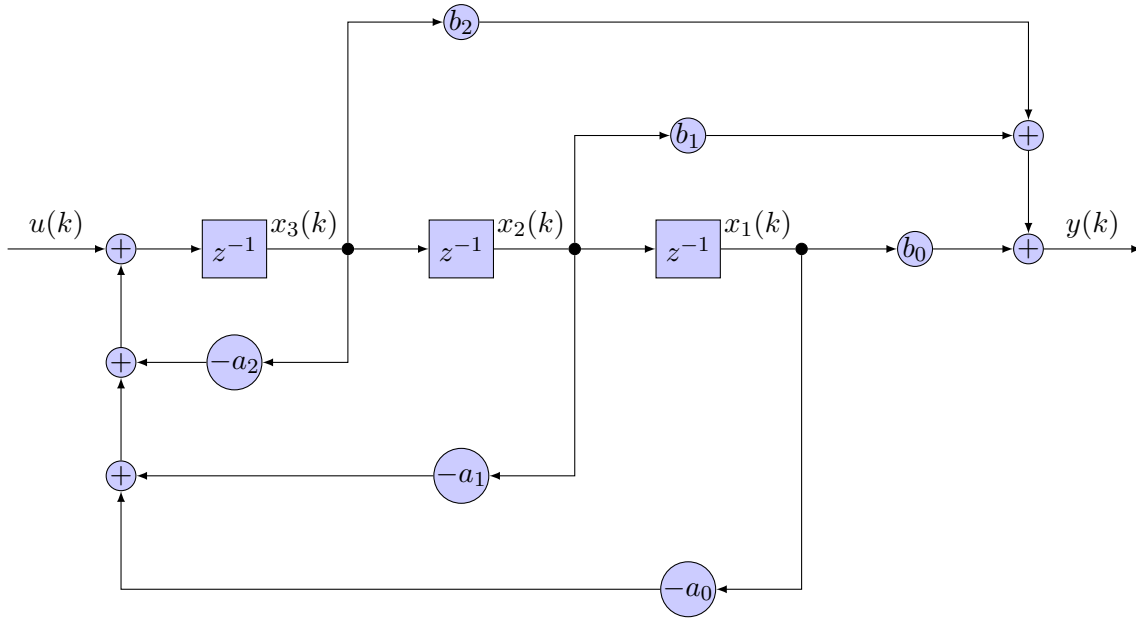 b₂
b₁
+
u(k) x₃(k) x₂(k) x₁(k) y(k)
+ z⁻¹ z⁻¹ z⁻¹ b₀ +
+ −a₂
+ −a₁
−a₀